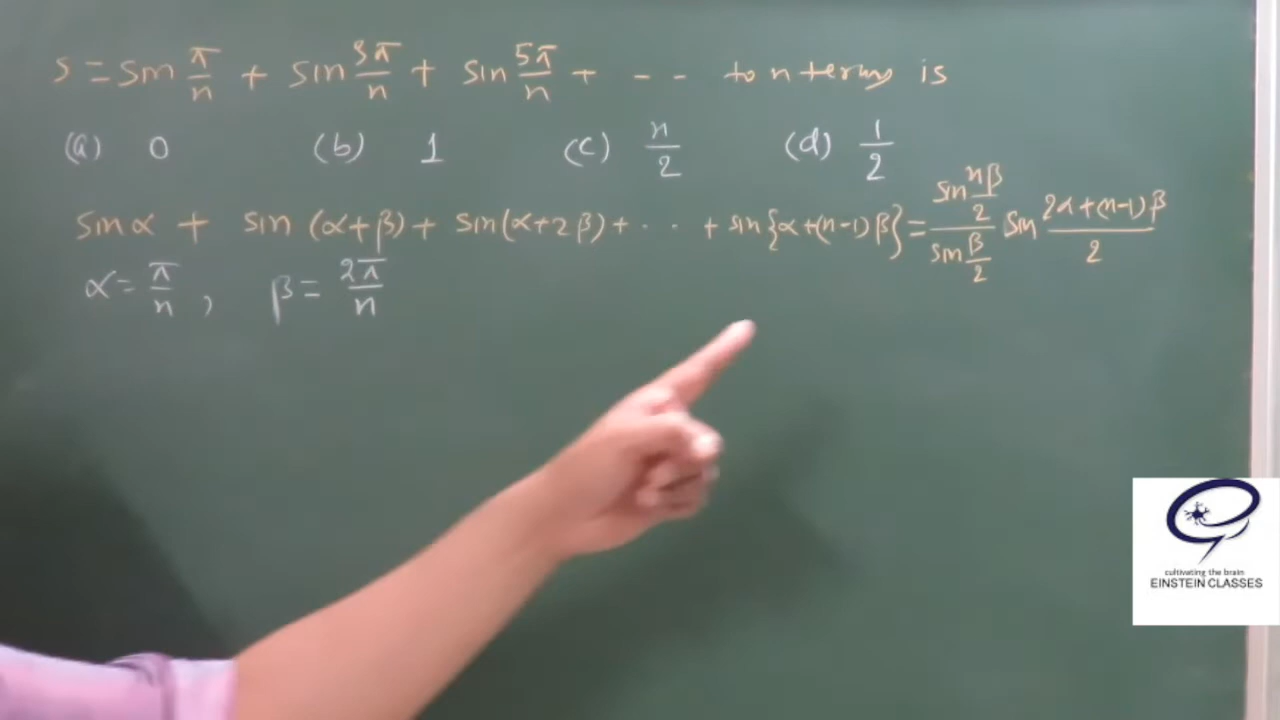 S = sin π/n + sin 3π/n + sin 5π/n + - - to n terms is
(a) 0 (b) 1 (c) n/2 (d) 1/2
sin α + sin (α+β) + sin(α+2β) + · · · + sin{α+(n-1)β} = sin nβ/2 / sin β/2 sin 2α+(n-1)β / 2
α = π/n , β = 2π/n
cultivating the brain
EINSTEIN CLASSES